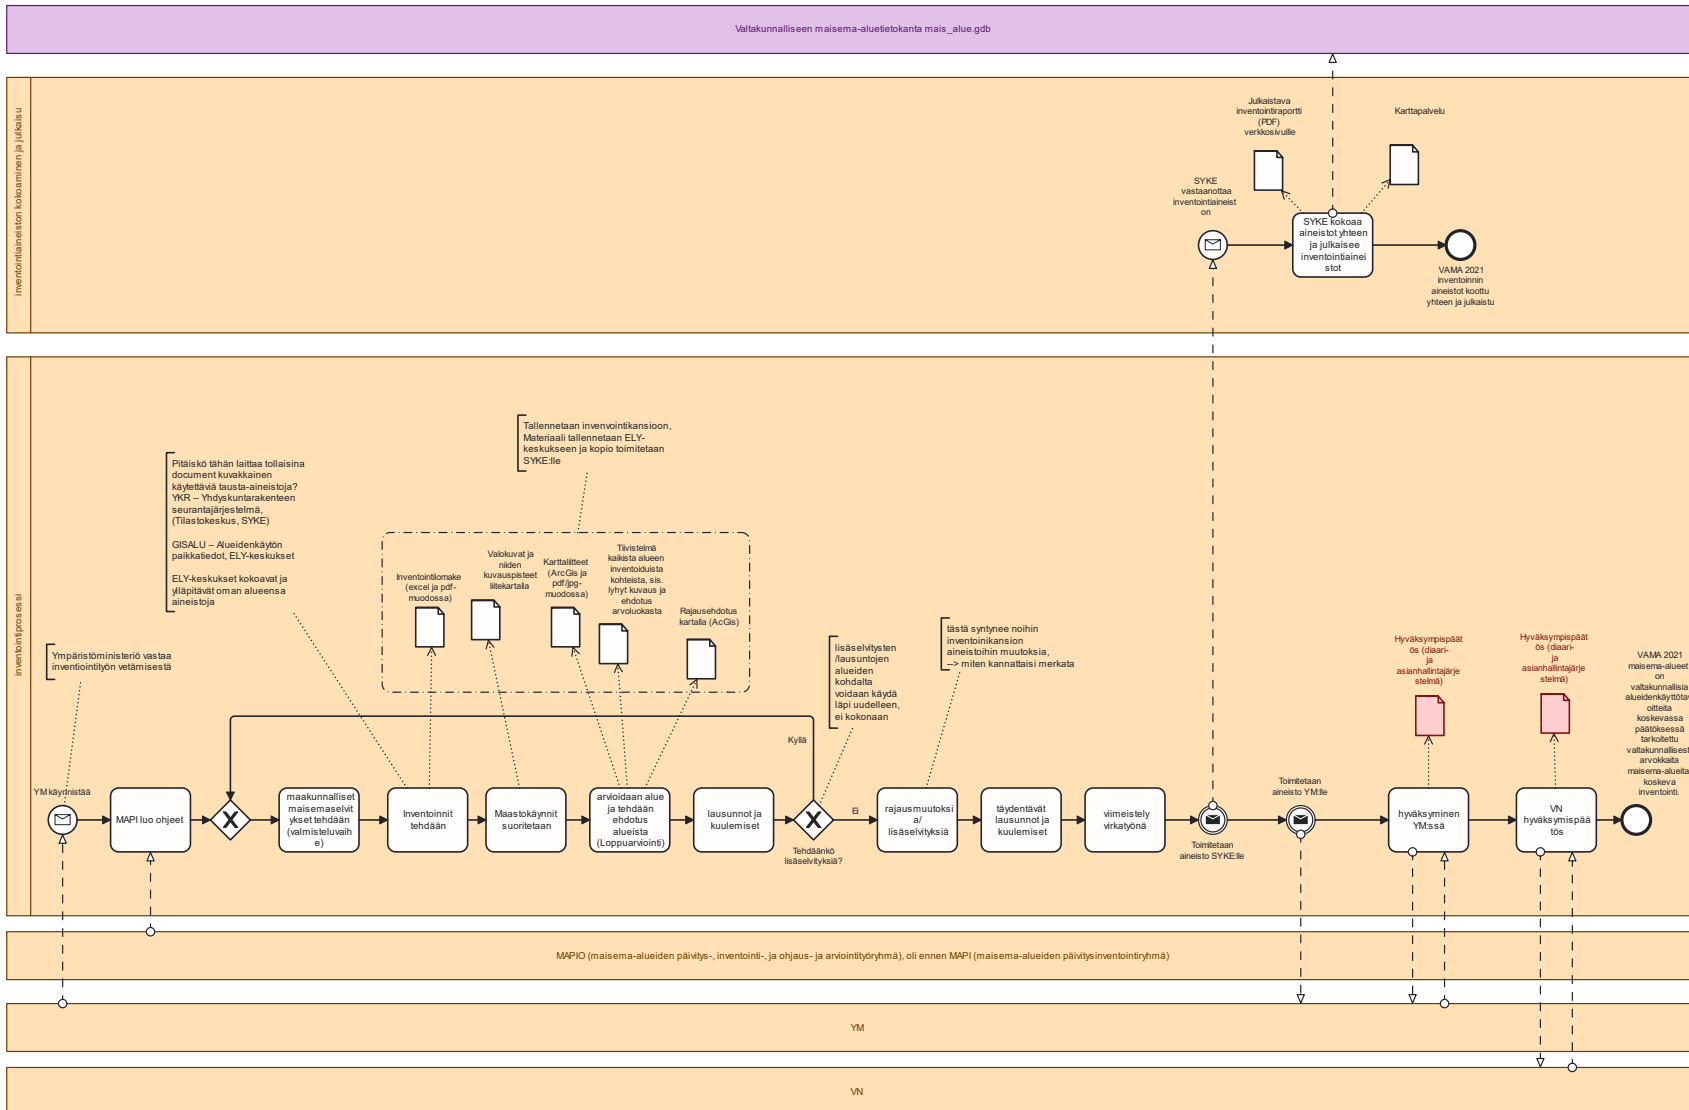 Valtakunnalliseen maisema-aluetietokanta mais_alue.gdb
inventointiaineiston kokoaminen ja julkaisu
Julkaistava
inventointiraportti
(PDF)
verkkosivuille
Karttapalvelu
SYKE
vastaanottaa
inventointiaineist
on
SYKE kokoaa
aineistot yhteen
ja julkaisee
inventointiainei
stot
VAMA 2021
inventoinnin
aineistot koottu
yhteen ja julkaistu
inventointiprosessi
Tallennetaan invenvointikansioon,
Materiaali tallennetaan ELY-
keskukseen ja kopio toimitetaan
SYKE:lle
Pitäiskö tähän laittaa tollaisina
document kuvakkainen
käytettäviä tausta-aineistoja?
YKR – Yhdyskuntarakenteen
seurantajärjestelmä,
(Tilastokeskus, SYKE)
GISALU – Alueidenkäytön
paikkatiedot, ELY-keskukset
ELY-keskukset kokoavat ja
ylläpitävät oman alueensa
aineistoja
Inventointilomake
(excel ja pdf-
muodossa)
Valokuvat ja
niiden
kuvauspisteet
liitekartalla
Karttaliitteet
(ArcGis ja
pdf/jpg-
muodossa)
Tiivistelmä
kaikista alueen
inventoiduista
kohteista, sis.
lyhyt kuvaus ja
ehdotus
arvoluokasta
Rajausehdotus
kartalla (AcGis)
Ympäristöministeriö vastaa
inventiointityön vetämisestä
lisäselvitysten
/lausuntojen
alueiden
kohdalta
voidaan käydä
läpi uudelleen,
ei kokonaan
tästä syntynee noihin
inventoinikansion
aineistoihin muutoksia,
--> miten kannattaisi merkata
Hyväksympispäät
ös (diaari-
ja
asianhallintajärje
stelmä)
Hyväksympispäät
ös (diaari-
ja
asianhallintajärje
stelmä)
VAMA 2021
maisema-alueet
on
valtakunnallisia
alueidenkäyttötav
oitteita
koskevassa
päätöksessä
tarkoitettu
valtakunnallisesti
arvokkaita
maisema-alueita
koskeva
inventointi.
Kyllä
YM käynnistää
MAPI luo ohjeet
maakunnalliset
maisemaselvit
ykset tehdään
(valmisteluvaih
e)
Inventoinnit
tehdään
Maastokäynnit
suoritetaan
arvioidaan alue
ja tehdään
ehdotus
alueista
(Loppuarviointi)
lausunnot ja
kuulemiset
Tehdäänkö
lisäselvityksiä?
Ei
rajausmuutoksi
a/
lisäselvityksiä
täydentävät
lausunnot ja
kuulemiset
viimeistely
virkatyönä
Toimitetaan
aineisto SYKE:lle
Toimitetaan
aineisto YM:lle
hyväksyminen
YM:ssä
VN
hyväksymispää
tös
MAPIO (maisema-alueiden päivitys-, inventointi-, ja ohjaus- ja arviointityöryhmä), oli ennen MAPI (maisema-alueiden päivitysinventointiryhmä)
YM
VN